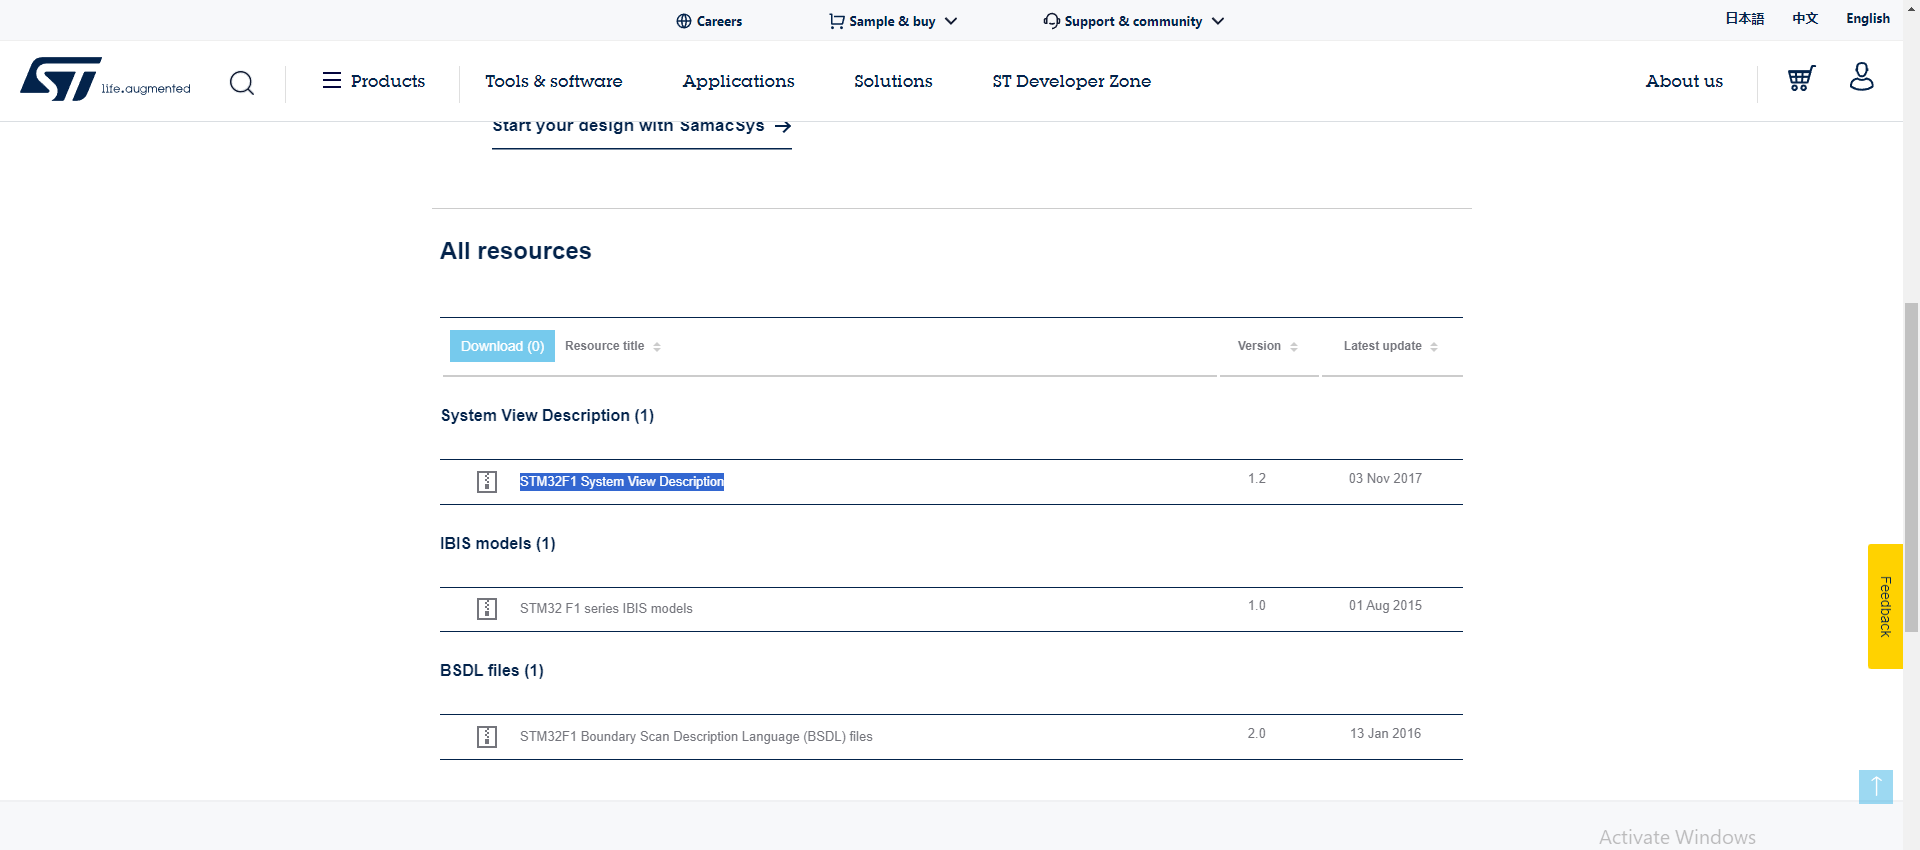 Careers
Sample & buy
Support & community
日本語
中文
English
ST life.augmented
Products
Tools & software
Applications
Solutions
ST Developer Zone
About us
Start your design with SamacSys →
All resources
Download (0)
Resource title
Version
Latest update
System View Description (1)
STM32F1 System View Description
1.2
03 Nov 2017
IBIS models (1)
STM32 F1 series IBIS models
1.0
01 Aug 2015
BSDL files (1)
STM32F1 Boundary Scan Description Language (BSDL) files
2.0
13 Jan 2016
Feedback
Activate Windows